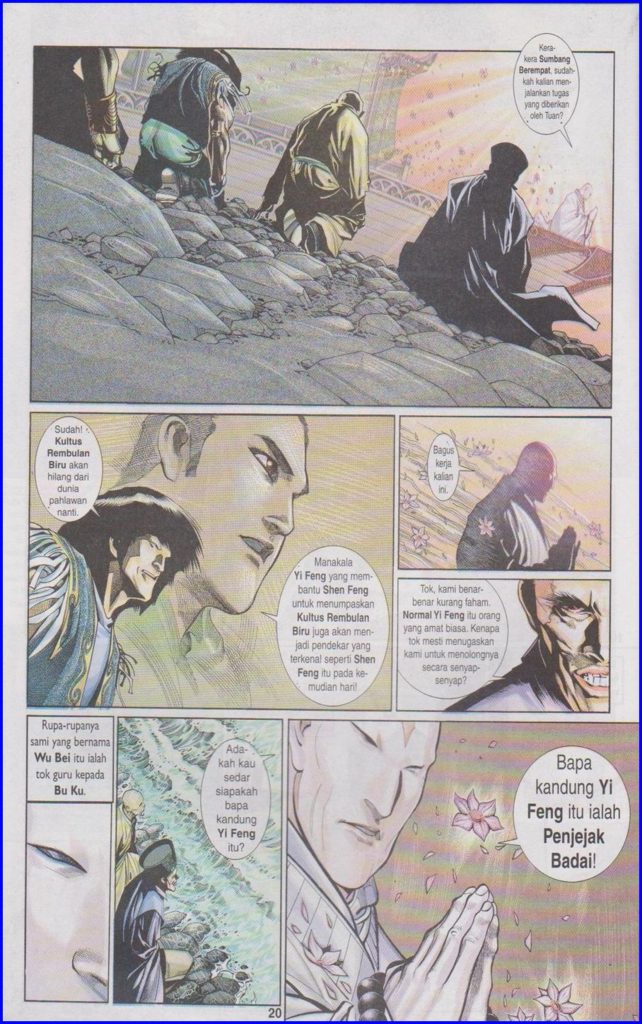 Kera-
kera Sumbang
Berempat, sudah-
kah kalian men-
jalankan tugas
yang diberikan
oleh Tuan?
Sudah!
Kultus
Rembulan
Biru akan
hilang dari
dunia
pahlawan
nanti.
Manakala
Yi Feng yang mem-
bantu Shen Feng
untuk menumpaskan
Kultus Rembulan
Biru juga akan men-
jadi pendekar yang
terkenal seperti Shen
Feng itu pada ke-
mudian hari!
Bagus
kerja
kalian
ini.
Tok, kami benar-
benar kurang faham.
Normal Yi Feng itu orang
yang amat biasa. Kenapa
tok mesti menugaskan
kami untuk menolongnya
secara senyap-
senyap?
Rupa-rupanya
sami yang bernama
Wu Bei itu ialah
tok guru kepada
Bu Ku.
Ada-
kah kau
sedar
siapakah
bapa
kandung
Yi Feng
itu?
Bapa
kandung Yi
Feng itu ialah
Penjejak
Badai!
20